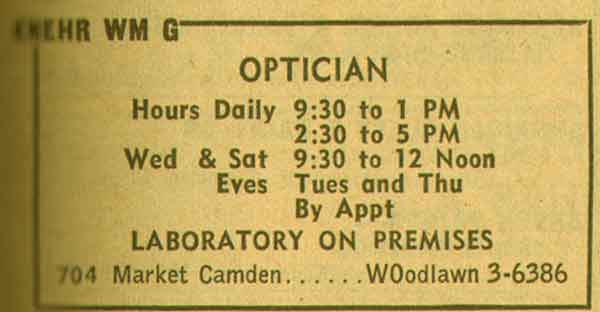 WM G
OPTICIAN
Hours Daily 9:30 to 1 PM
2:30 to 5 PM
Wed & Sat 9:30 to 12 Noon
Eves Tues and Thu
By Appt
LABORATORY ON PREMISES
704 Market Camden......WOodlawn 3-6386